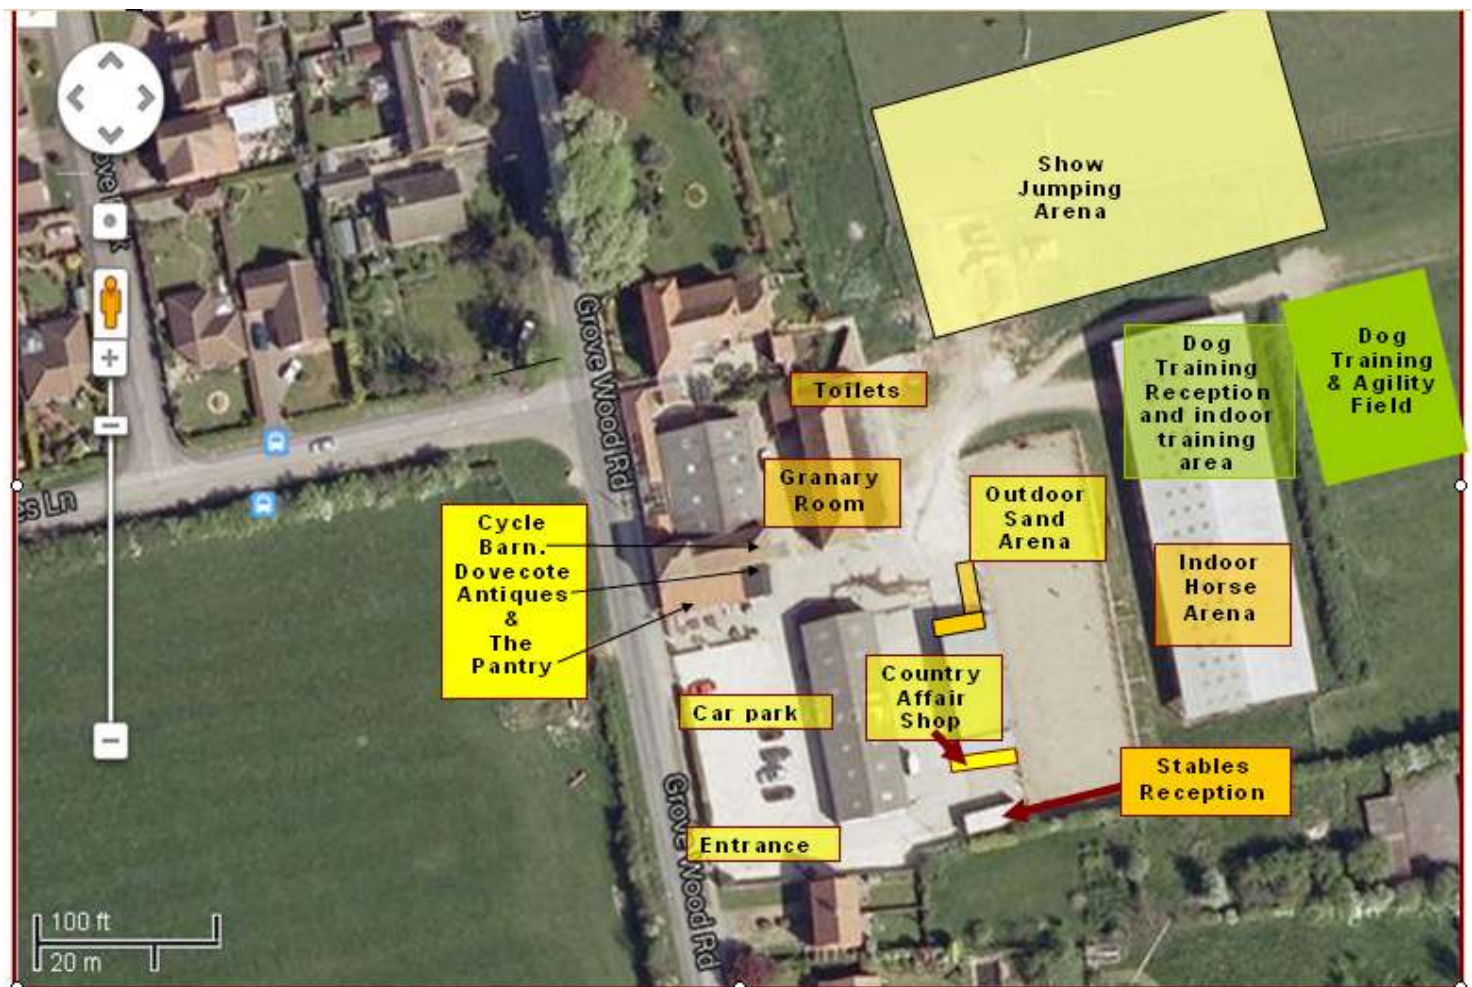 Show
Jumping
Arena
Dog
Training
Reception
and indoor
training
area
Dog
Training
& Agility
Field
Toilets
Grove Wood Rd
Granary
Room
Outdoor
Sand
Arena
Cycle
Barn.
Dovecote
Antiques
&
The
Pantry
Indoor
Horse
Arena
Country
Affair
Shop
Car park
Stables
Reception
Entrance
Grove Wood Rd
100 ft
20 m